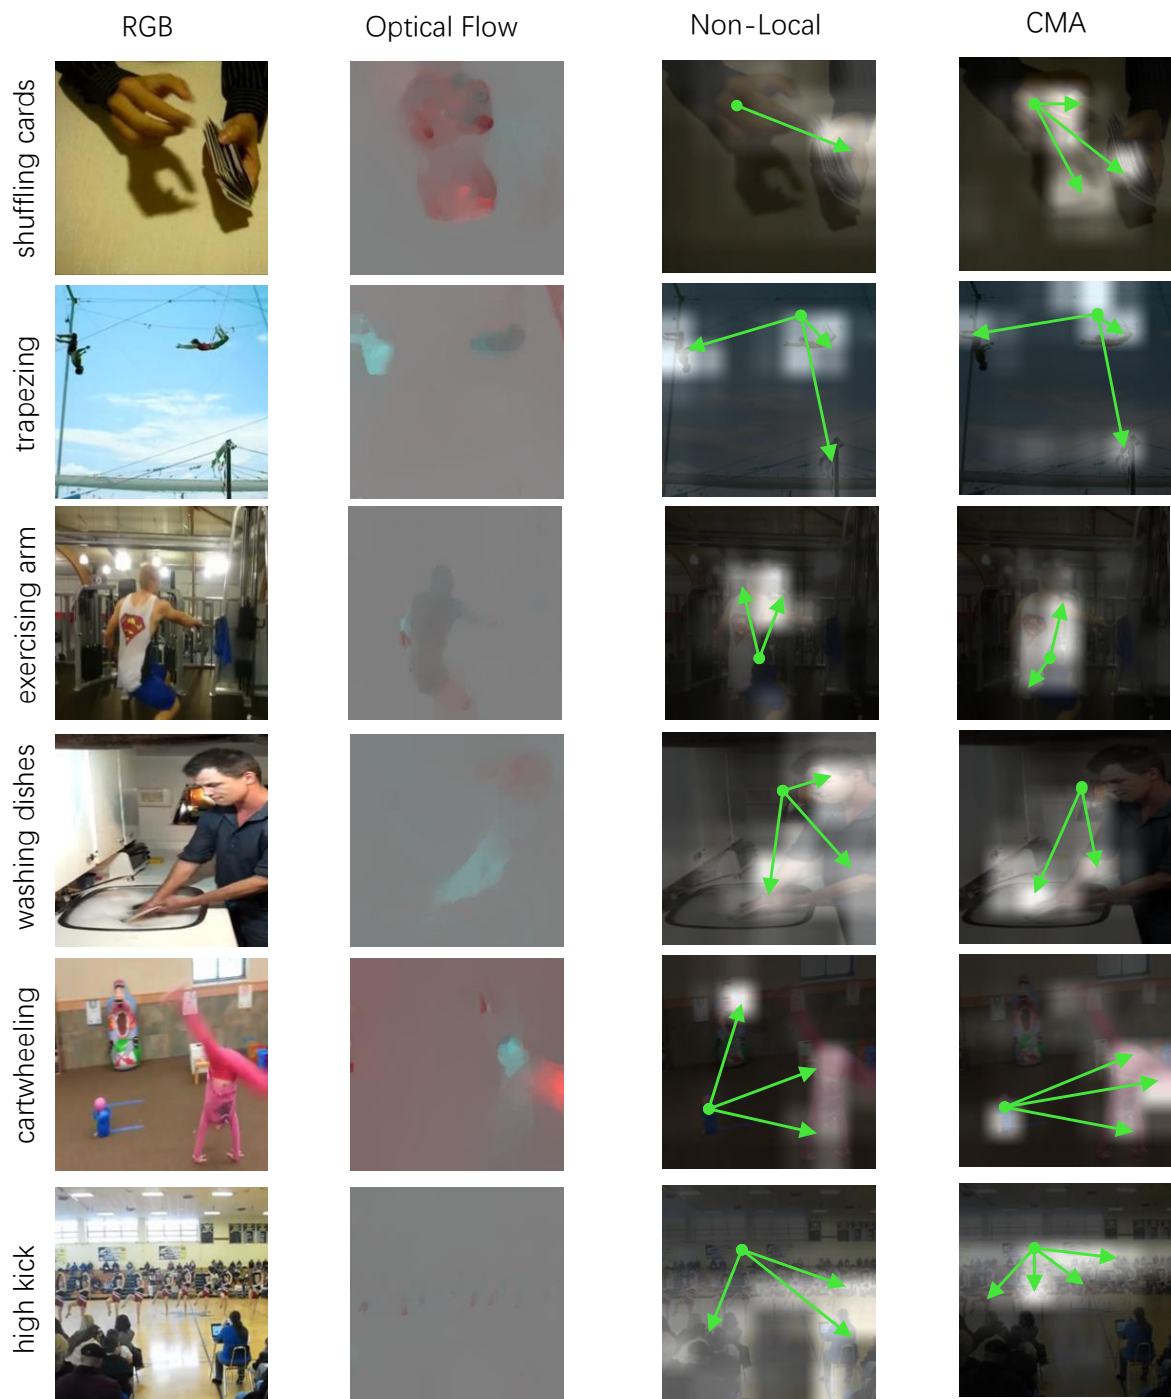 RGB
Optical Flow
Non-Local
CMA
shuffling cards
trapezing
exercising arm
washing dishes
cartwheeling
high kick